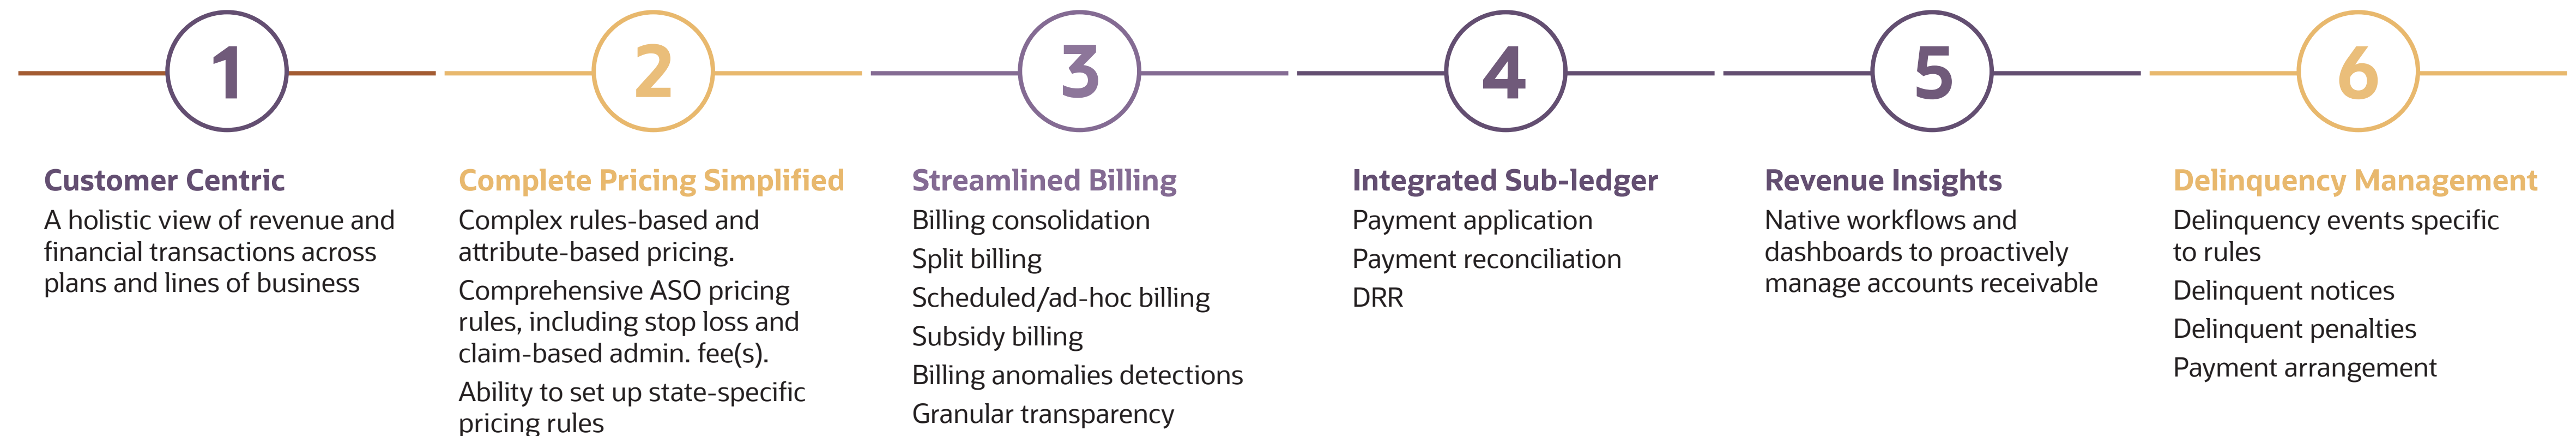 1
Customer Centric
A holistic view of revenue and
financial transactions across
plans and lines of business
2
Complete Pricing Simplified
Complex rules-based and
attribute-based pricing.
Comprehensive ASO pricing
rules, including stop loss and
claim-based admin. fee(s).
Ability to set up state-specific
pricing rules
3
Streamlined Billing
Billing consolidation
Split billing
Scheduled/ad-hoc billing
Subsidy billing
Billing anomalies detections
Granular transparency
4
Integrated Sub-ledger
Payment application
Payment reconciliation
DRR
5
Revenue Insights
Native workflows and
dashboards to proactively
manage accounts receivable
6
Delinquency Management
Delinquency events specific
to rules
Delinquent notices
Delinquent penalties
Payment arrangement